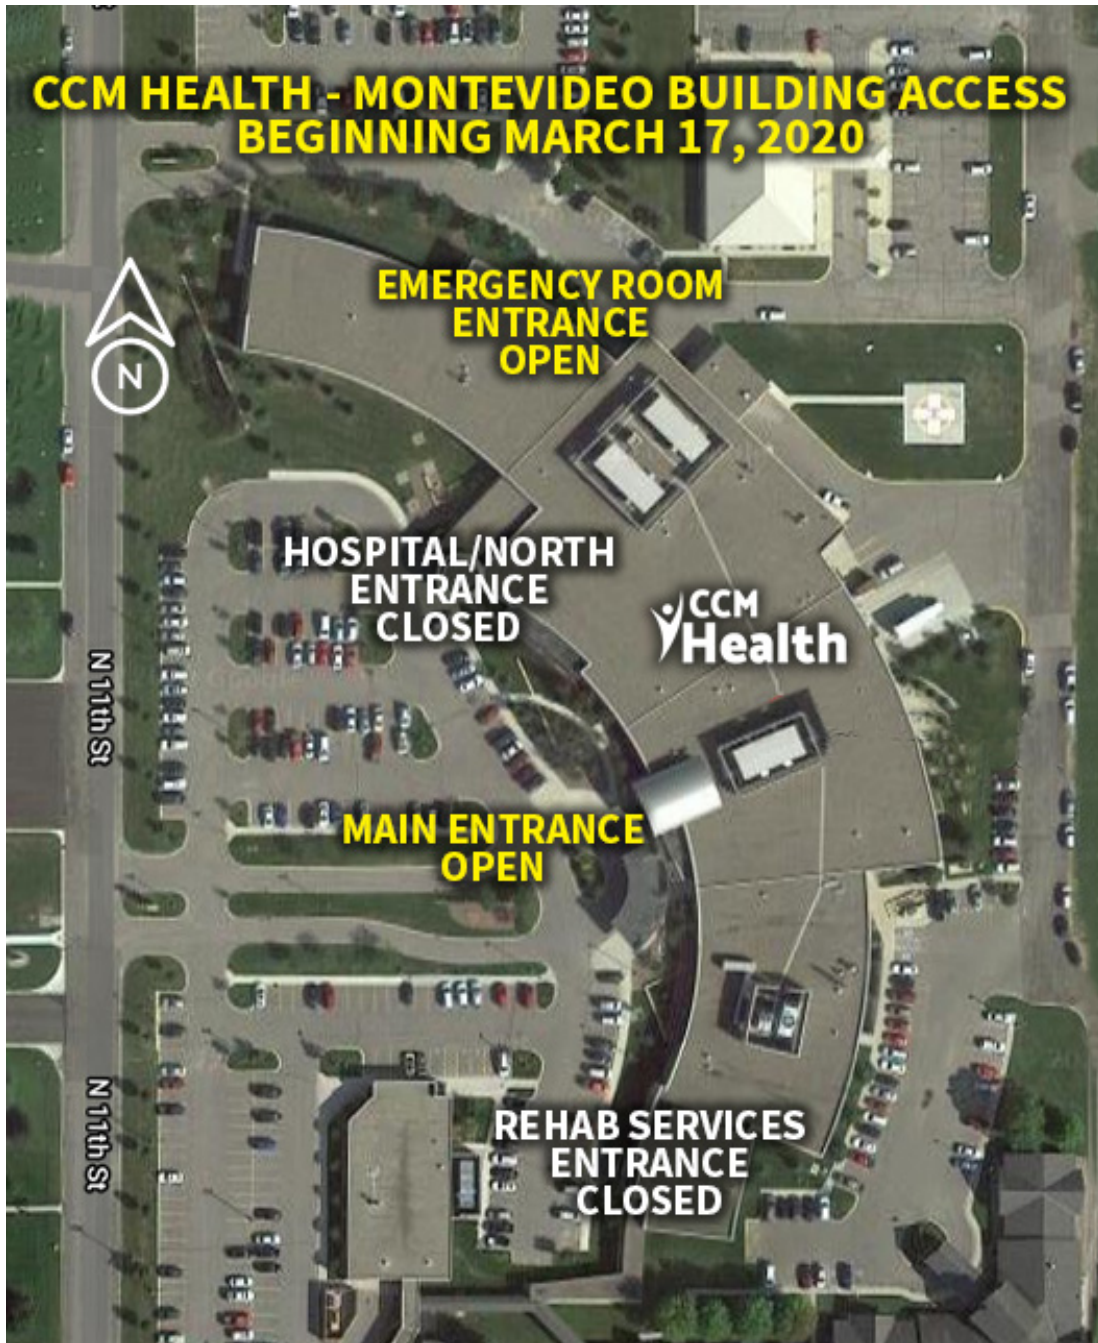 CCM HEALTH - MONTEVIDEO BUILDING ACCESS
BEGINNING MARCH 17, 2020
EMERGENCY ROOM
ENTRANCE
OPEN
N
HOSPITAL/NORTH
ENTRANCE
CLOSED
CCM
Health
N 11th St
MAIN ENTRANCE
OPEN
N 11th St
REHAB SERVICES
ENTRANCE
CLOSED